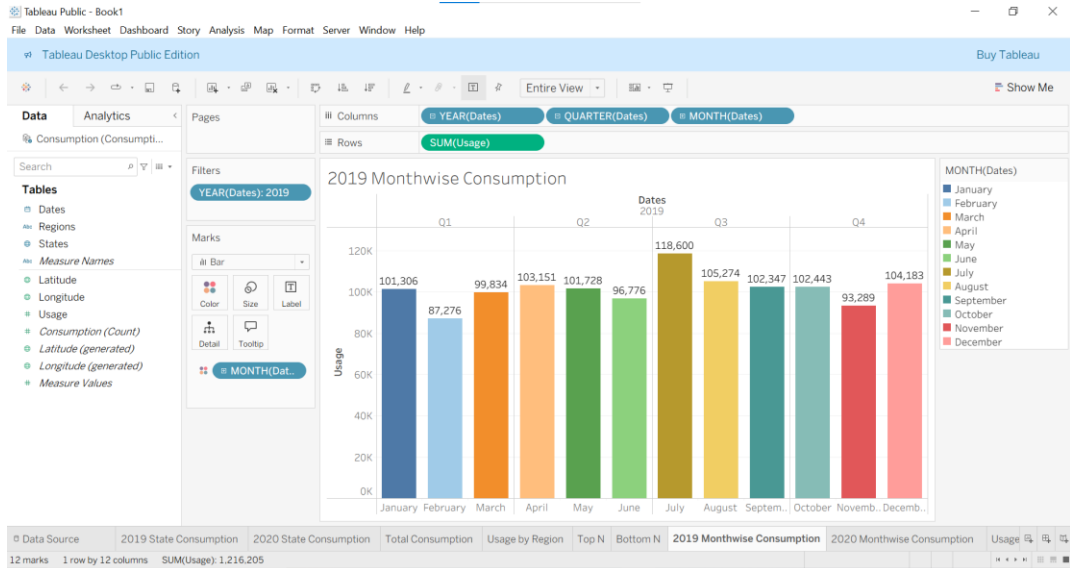 Tableau Public - Book1
File Data Worksheet Dashboard Story Analysis Map Format Server Window Help
Tableau Desktop Public Edition
Buy Tableau
Entire View
Show Me
Data Analytics
Consumption (Consumpti...
Search
Tables
Dates
Abc Regions
States
Abc Measure Names
Latitude
Longitude
# Usage
# Consumption (Count)
Latitude (generated)
Longitude (generated)
# Measure Values
Pages
Filters
YEAR(Dates): 2019
Marks
Bar
Color Size Label
Detail Tooltip
MONTH(Dat..
Columns YEAR(Dates) QUARTER(Dates) MONTH(Dates)
Rows SUM(Usage)
2019 Monthwise Consumption
Dates
2019
Q1 Q2 Q3 Q4
Usage
120K
100K
80K
60K
40K
20K
0K
101,306 87,276 99,834 103,151 101,728 96,776 118,600 105,274 102,347 102,443 93,289 104,183
January February March April May June July August Septem.. October Novemb.. Decemb..
MONTH(Dates)
January
February
March
April
May
June
July
August
September
October
November
December
Data Source 2019 State Consumption 2020 State Consumption Total Consumption Usage by Region Top N Bottom N 2019 Monthwise Consumption 2020 Monthwise Consumption Usage
12 marks 1 row by 12 columns SUM(Usage): 1,216,205